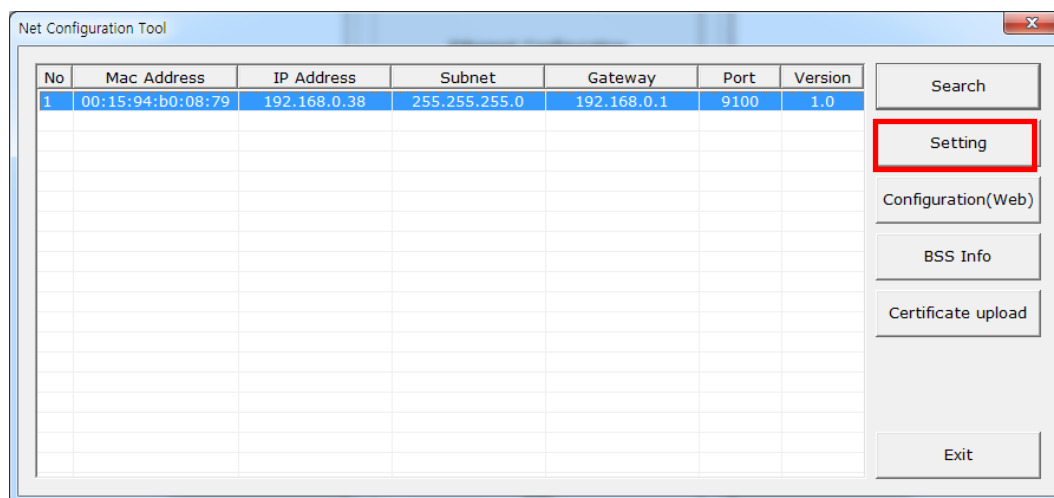 Net Configuration Tool
No Mac Address IP Address Subnet Gateway Port Version
1 00:15:94:b0:08:79 192.168.0.38 255.255.255.0 192.168.0.1 9100 1.0
Search
Setting
Configuration(Web)
BSS Info
Certificate upload
Exit